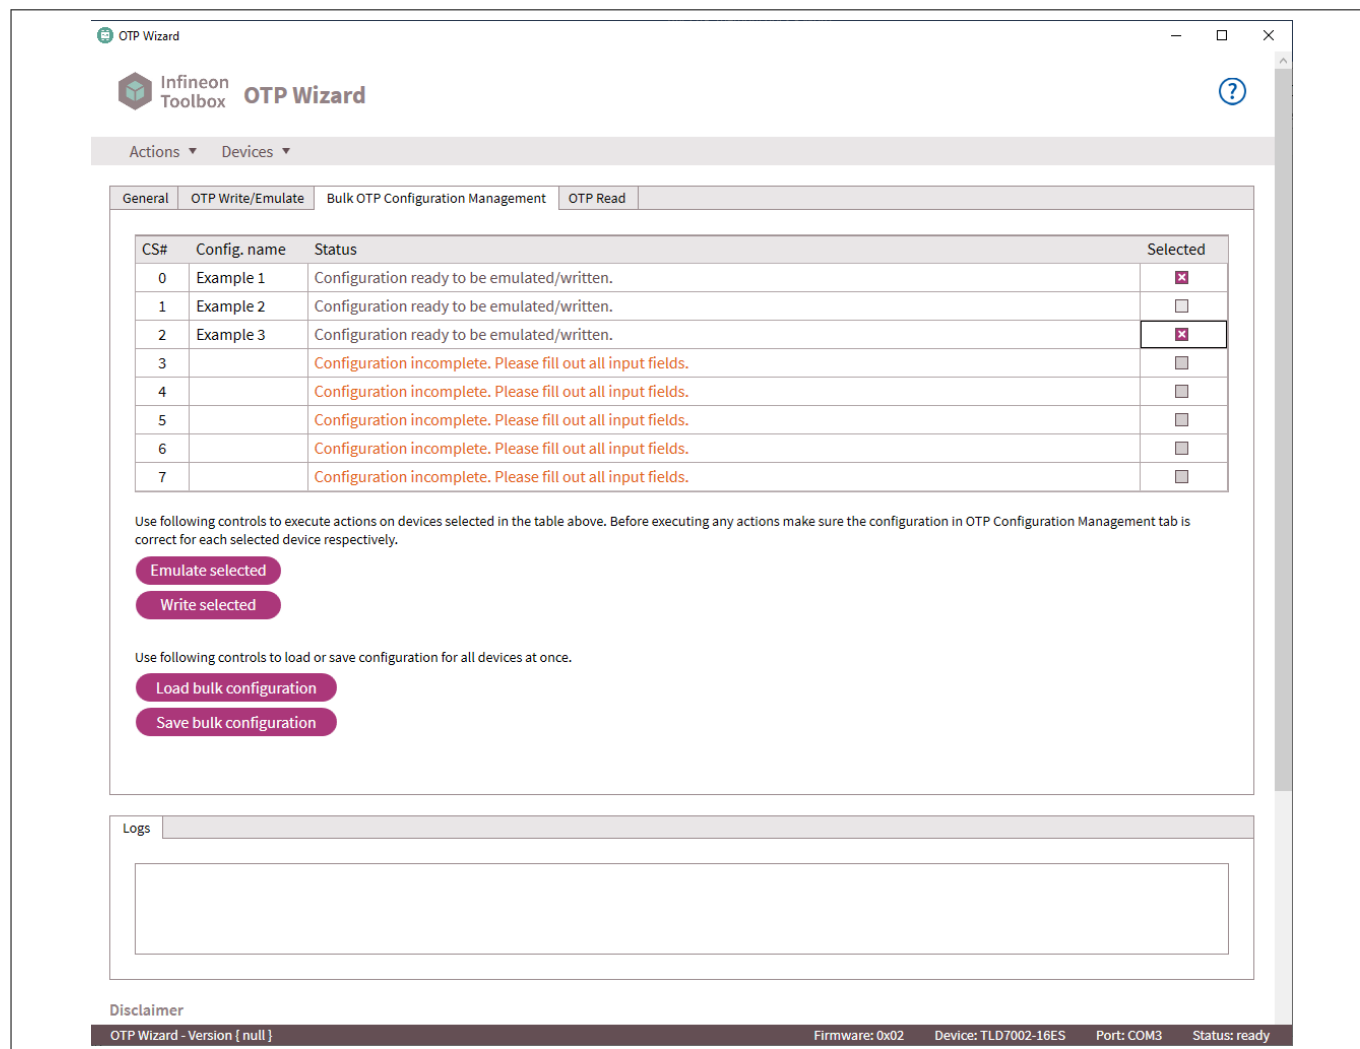 OTP Wizard
Infineon
Toolbox
OTP Wizard
?
Actions Devices
General OTP Write/Emulate Bulk OTP Configuration Management OTP Read
CS# Config. name Status Selected
0 Example 1 Configuration ready to be emulated/written.
1 Example 2 Configuration ready to be emulated/written.
2 Example 3 Configuration ready to be emulated/written.
3 Configuration incomplete. Please fill out all input fields.
4 Configuration incomplete. Please fill out all input fields.
5 Configuration incomplete. Please fill out all input fields.
6 Configuration incomplete. Please fill out all input fields.
7 Configuration incomplete. Please fill out all input fields.
Use following controls to execute actions on devices selected in the table above. Before executing any actions make sure the configuration in OTP Configuration Management tab is
correct for each selected device respectively.
Emulate selected
Write selected
Use following controls to load or save configuration for all devices at once.
Load bulk configuration
Save bulk configuration
Logs
Disclaimer
OTP Wizard - Version { null } Firmware: 0x02 Device: TLD7002-16ES Port: COM3 Status: ready